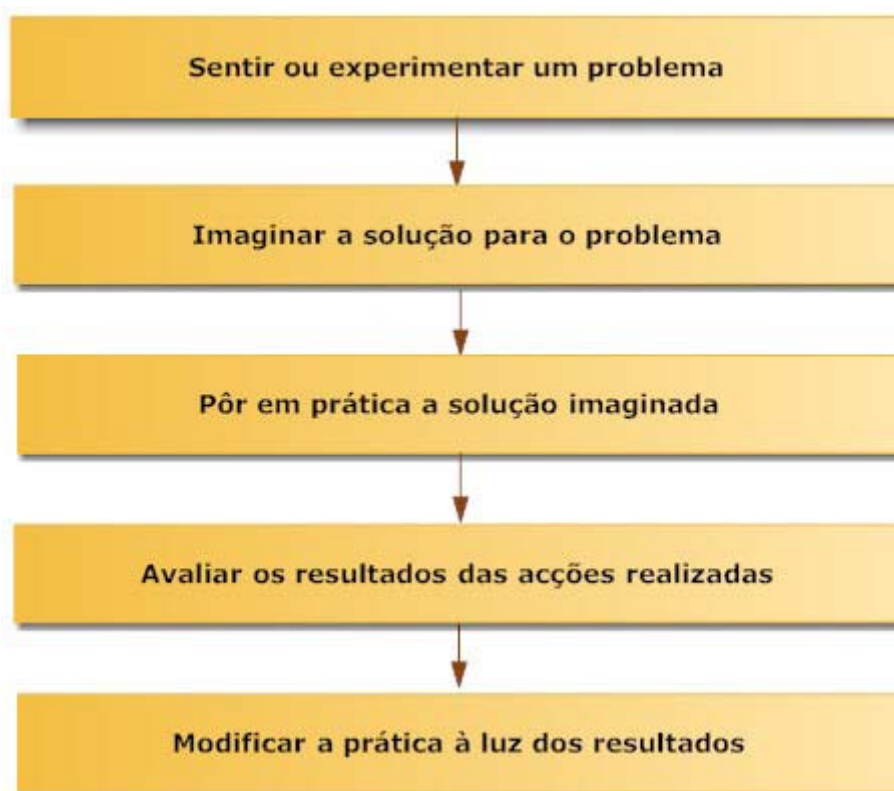 Sentir ou experimentar um problema
Imaginar a solução para o problema
Pôr em prática a solução imaginada
Avaliar os resultados das acções realizadas
Modificar a prática à luz dos resultados